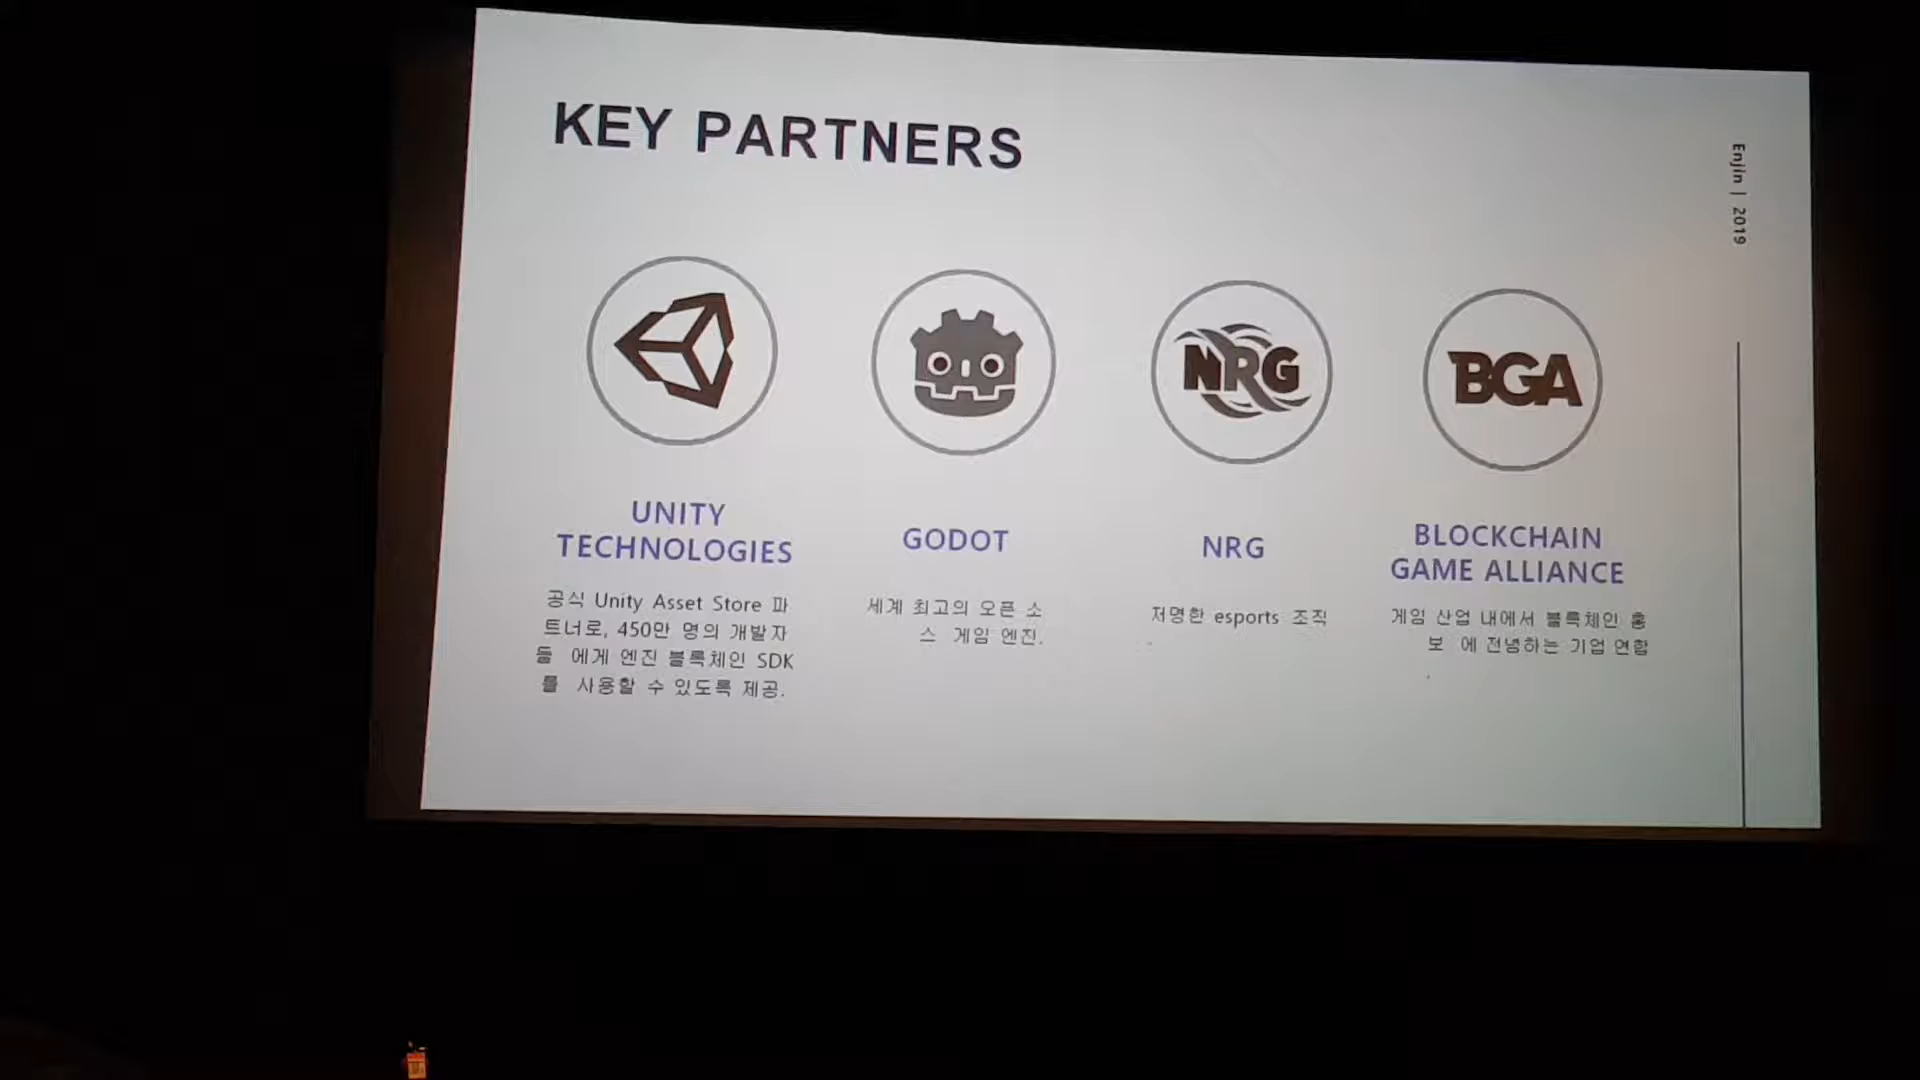 KEY PARTNERS
Enjin | 2019
NRG
BGA
UNITY
TECHNOLOGIES
공식 Unity Asset Store 파
트너로, 450만 명의 개발자
들 에게 엔진 블록체인 SDK
를 사용할 수 있도록 제공.
GODOT
세계 최고의 오픈 소
스 게임 엔진.
NRG
저명한 esports 조직
.
BLOCKCHAIN
GAME ALLIANCE
게임 산업 내에서 블록체인 홍
보 에 전념하는 기업 연합
.